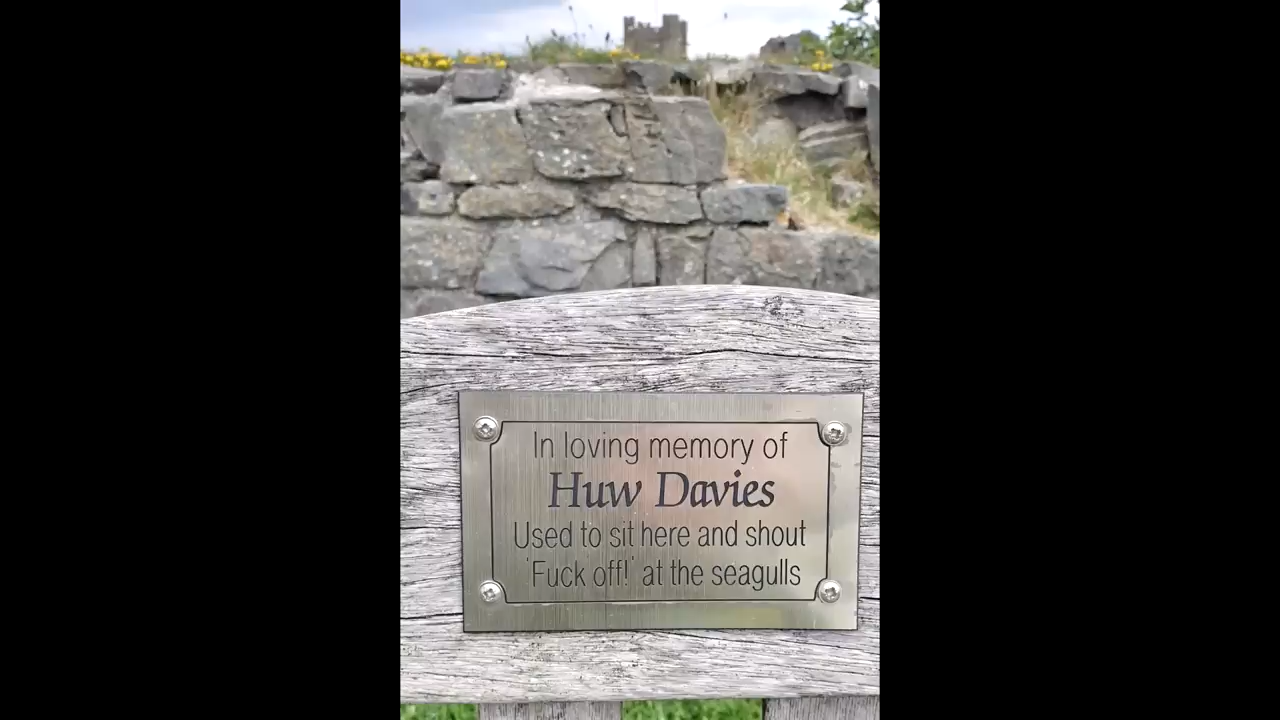 In loving memory of
Huw Davies
Used to sit here and shout
'Fuck off!' at the seagulls